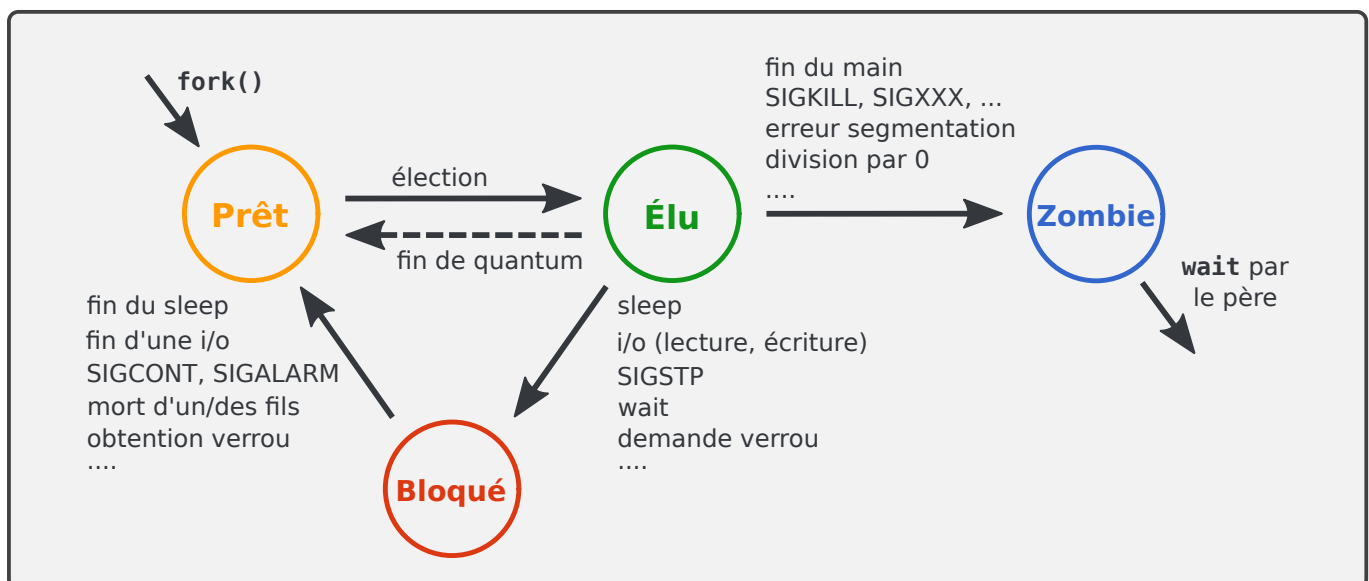 fork()
Prêt
élection
fin de quantum
Élu
fin du main
SIGKILL, SIGXXX, ...
erreur segmentation
division par 0
....
Zombie
wait par
le père
fin du sleep
fin d'une i/o
SIGCONT, SIGALARM
mort d'un/des fils
obtention verrou
....
sleep
i/o (lecture, écriture)
SIGSTP
wait
demande verrou
....
Bloqué